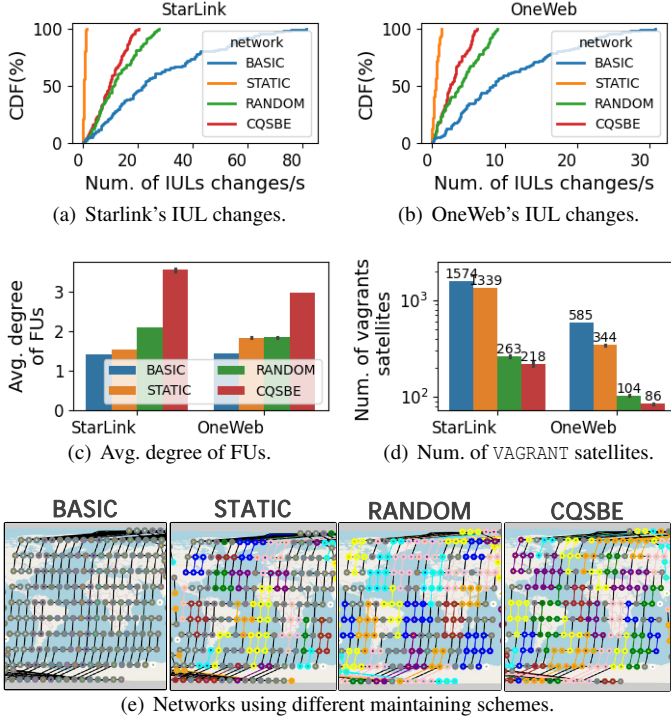 StarLink
CDF(%)
100
50
0
network
BASIC
STATIC
RANDOM
CQSBE
0 20 40 60 80
Num. of IULs changes/s
(a) Starlink's IUL changes.
OneWeb
CDF(%)
100
50
0
network
BASIC
STATIC
RANDOM
CQSBE
0 10 20 30
Num. of IULs changes/s
(b) OneWeb's IUL changes.
Avg. degree
of FUs
3
2
1
0
BASIC
STATIC
RANDOM
CQSBE
StarLink OneWeb
(c) Avg. degree of FUs.
Num. of vagrants
satellites
10³
10²
1574
1339
263
218
585
344
104
86
StarLink OneWeb
(d) Num. of VAGRANT satellites.
BASIC STATIC RANDOM CQSBE
(e) Networks using different maintaining schemes.